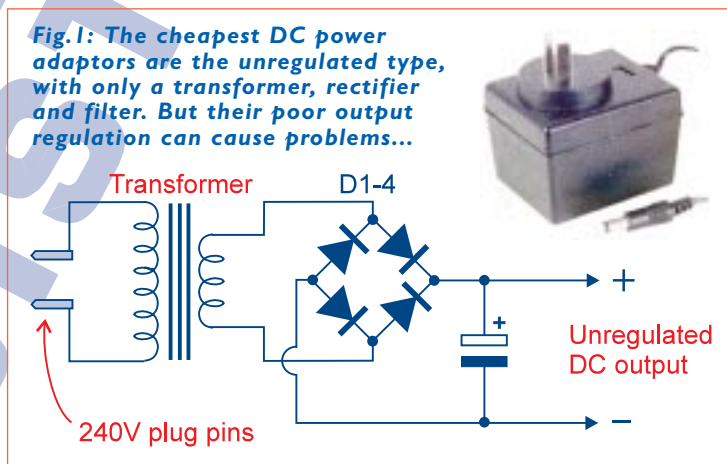 Fig.1: The cheapest DC power
adaptors are the unregulated type,
with only a transformer, rectifier
and filter. But their poor output
regulation can cause problems...
Transformer
D1-4
+
+
Unregulated
DC output
−
240V plug pins